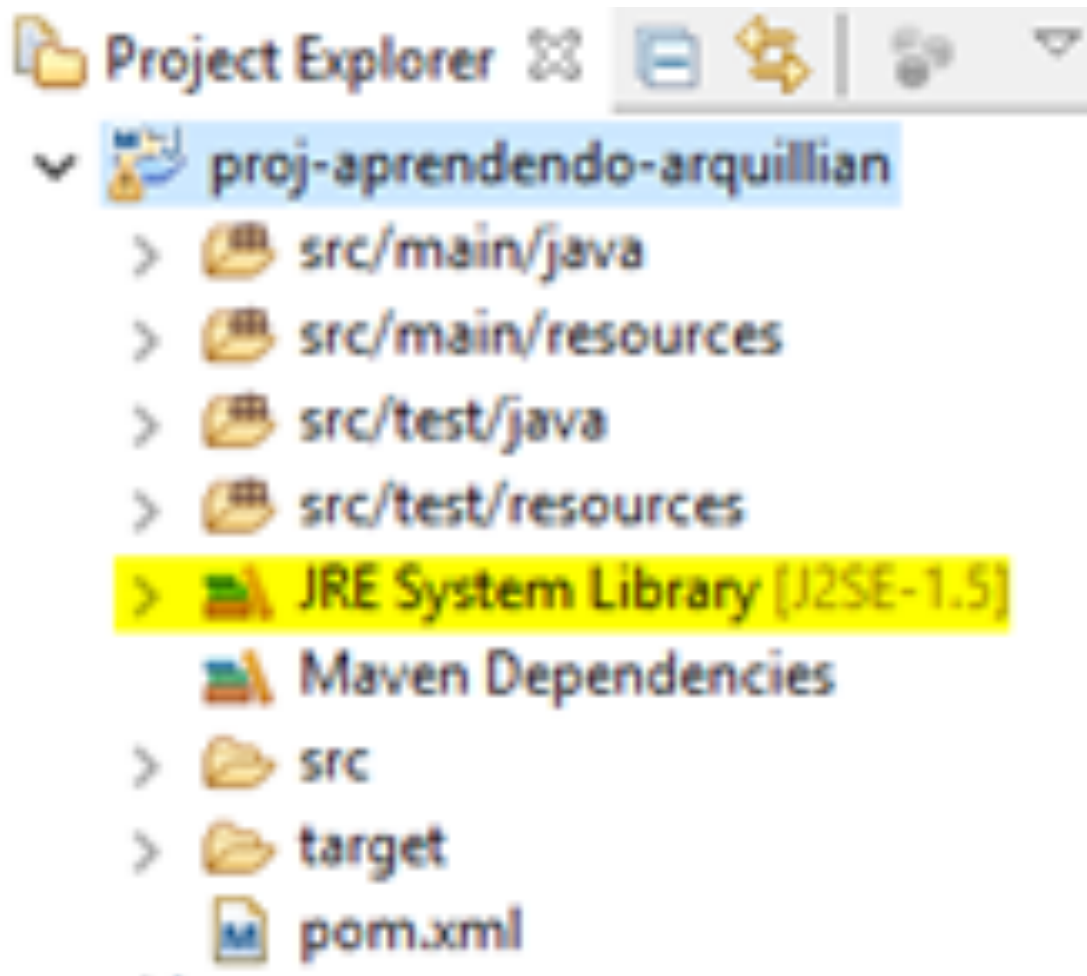 Project Explorer
proj-aprendendo-arquillian
src/main/java
src/main/resources
src/test/java
src/test/resources
JRE System Library [J2SE-1.5]
Maven Dependencies
src
target
pom.xml